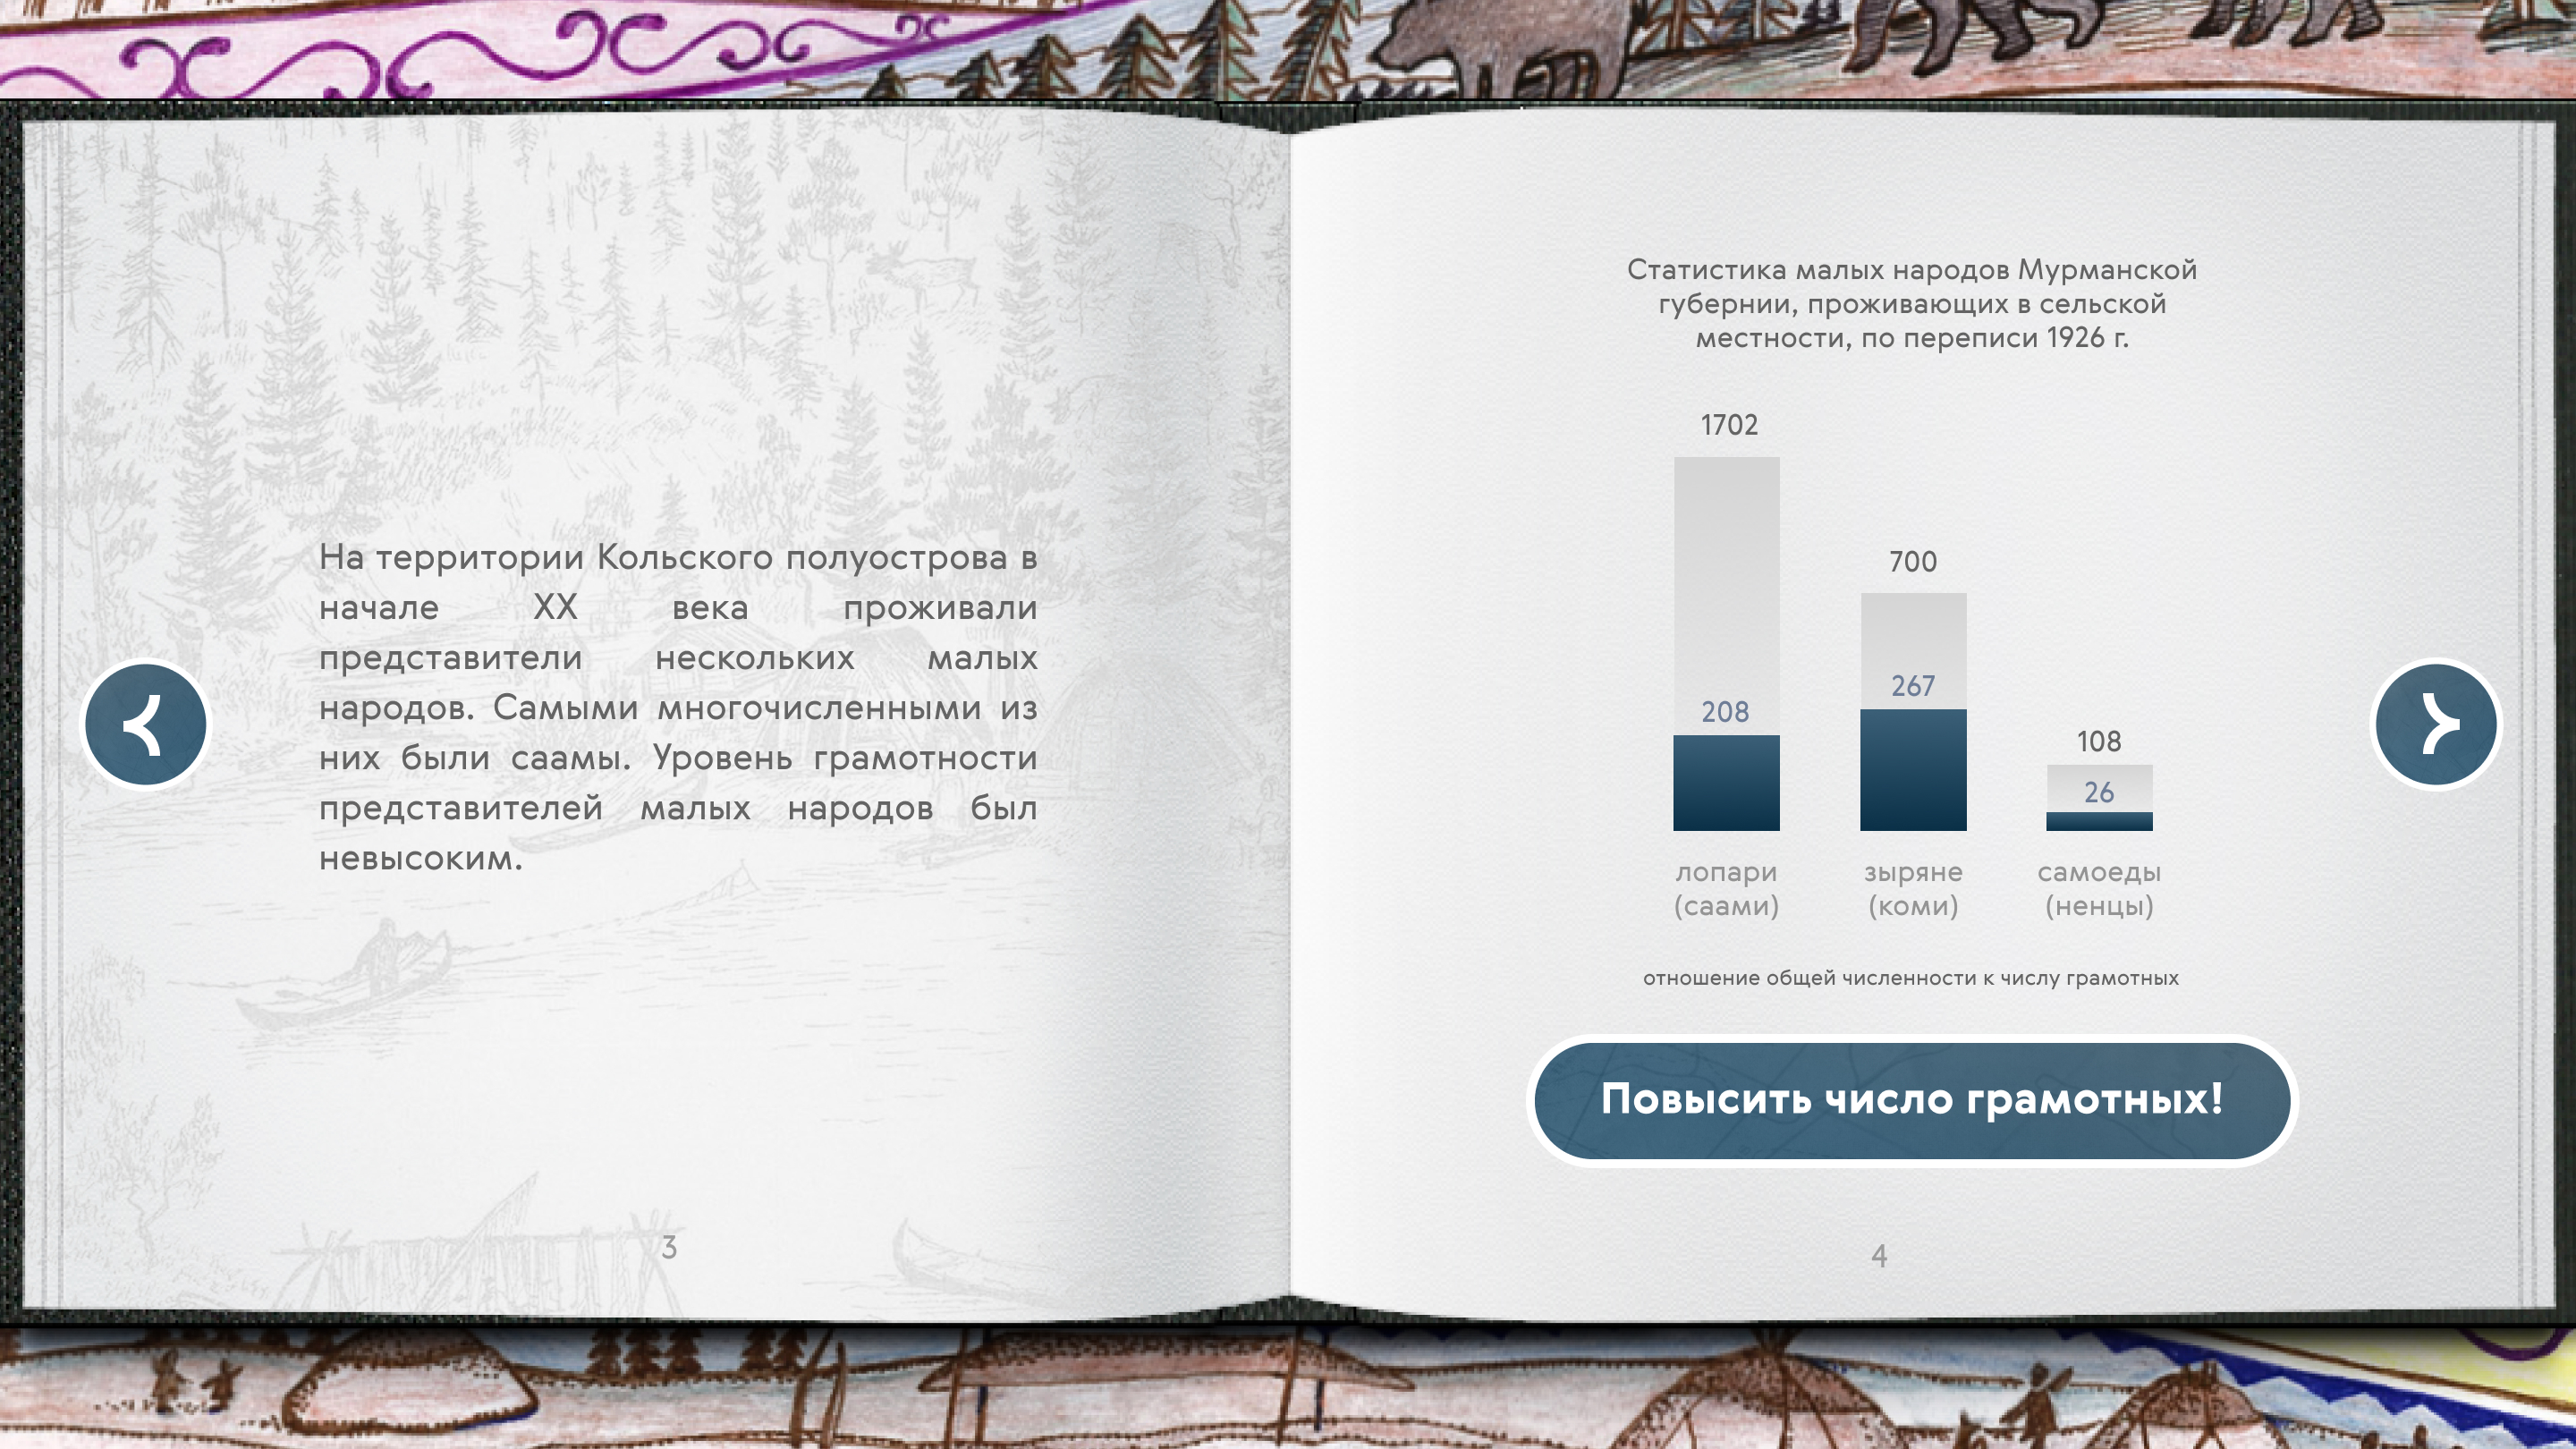 На территории Кольского полуострова в
начале XX века проживали
представители нескольких малых
народов. Самыми многочисленными из
них были саамы. Уровень грамотности
представителей малых народов был
невысоким.
3
Статистика малых народов Мурманской
губернии, проживающих в сельской
местности, по переписи 1926 г.
1702
700
267
208
108
26
лопари зыряне самоеды
(саами) (коми) (ненцы)
отношение общей численности к числу грамотных
Повысить число грамотных!
4